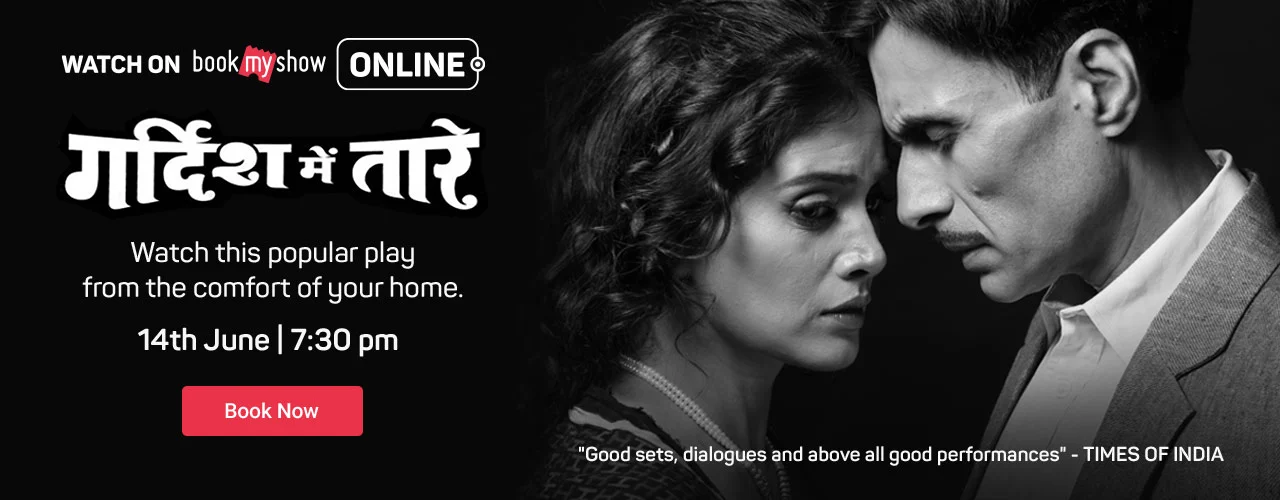 WATCH ON bookmyshow ONLINE
गर्दिश में तारे
Watch this popular play
from the comfort of your home.
14th June | 7:30 pm
Book Now
"Good sets, dialogues and above all good performances" - TIMES OF INDIA